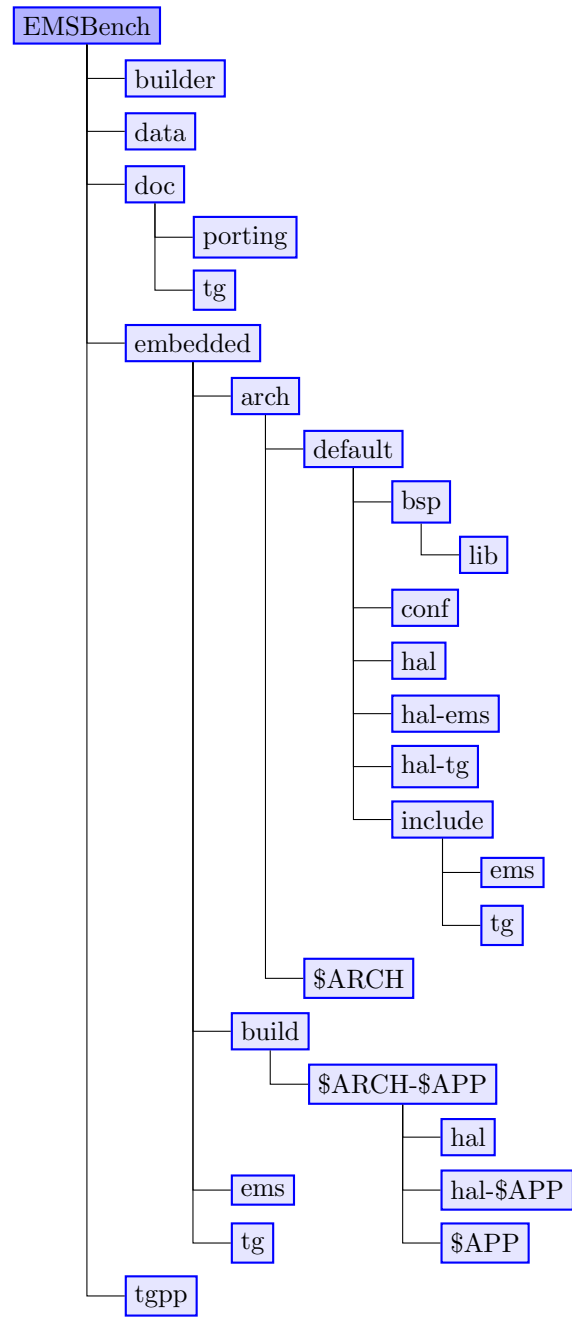 EMSBench
builder
data
doc
porting
tg
embedded
arch
default
bsp
lib
conf
hal
hal-ems
hal-tg
include
ems
tg
$ARCH
build
$ARCH-$APP
hal
hal-$APP
ems
$APP
tg
tgpp